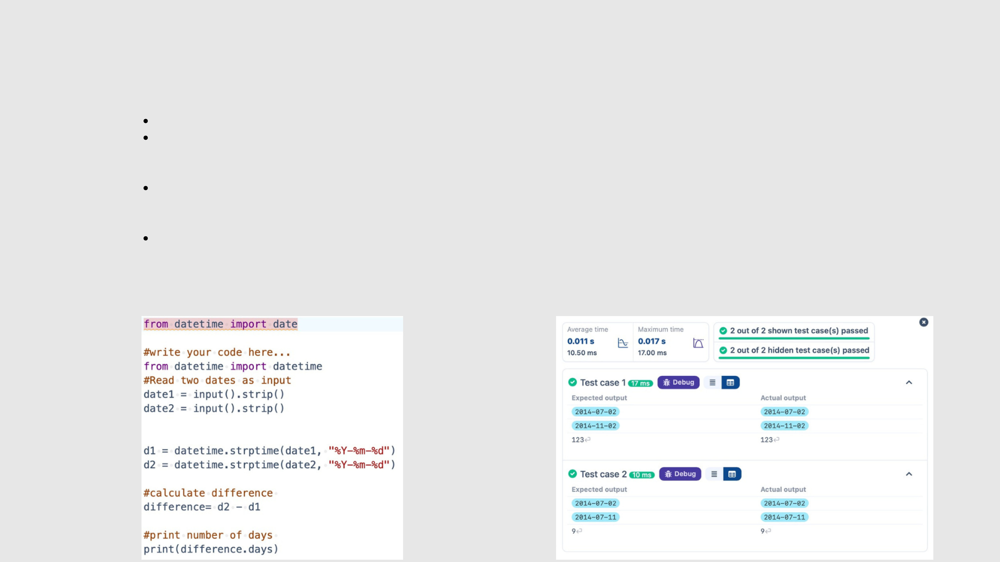 from datetime import date
#write your code here...
from datetime import datetime
#Read two dates as input
date1 = input().strip()
date2 = input().strip()
d1 = datetime.strptime(date1, "%Y-%m-%d")
d2 = datetime.strptime(date2, "%Y-%m-%d")
#calculate difference
difference= d2 - d1
#print number of days
print(difference.days)
Average time
0.011 s
10.50 ms
Maximum time
0.017 s
17.00 ms
2 out of 2 shown test case(s) passed
2 out of 2 hidden test case(s) passed
Test case 1 17 ms Debug
Expected output Actual output
2014-07-02 2014-07-02
2014-11-02 2014-11-02
123 123
Test case 2 10 ms Debug
Expected output Actual output
2014-07-02 2014-07-02
2014-07-11 2014-07-11
9 9